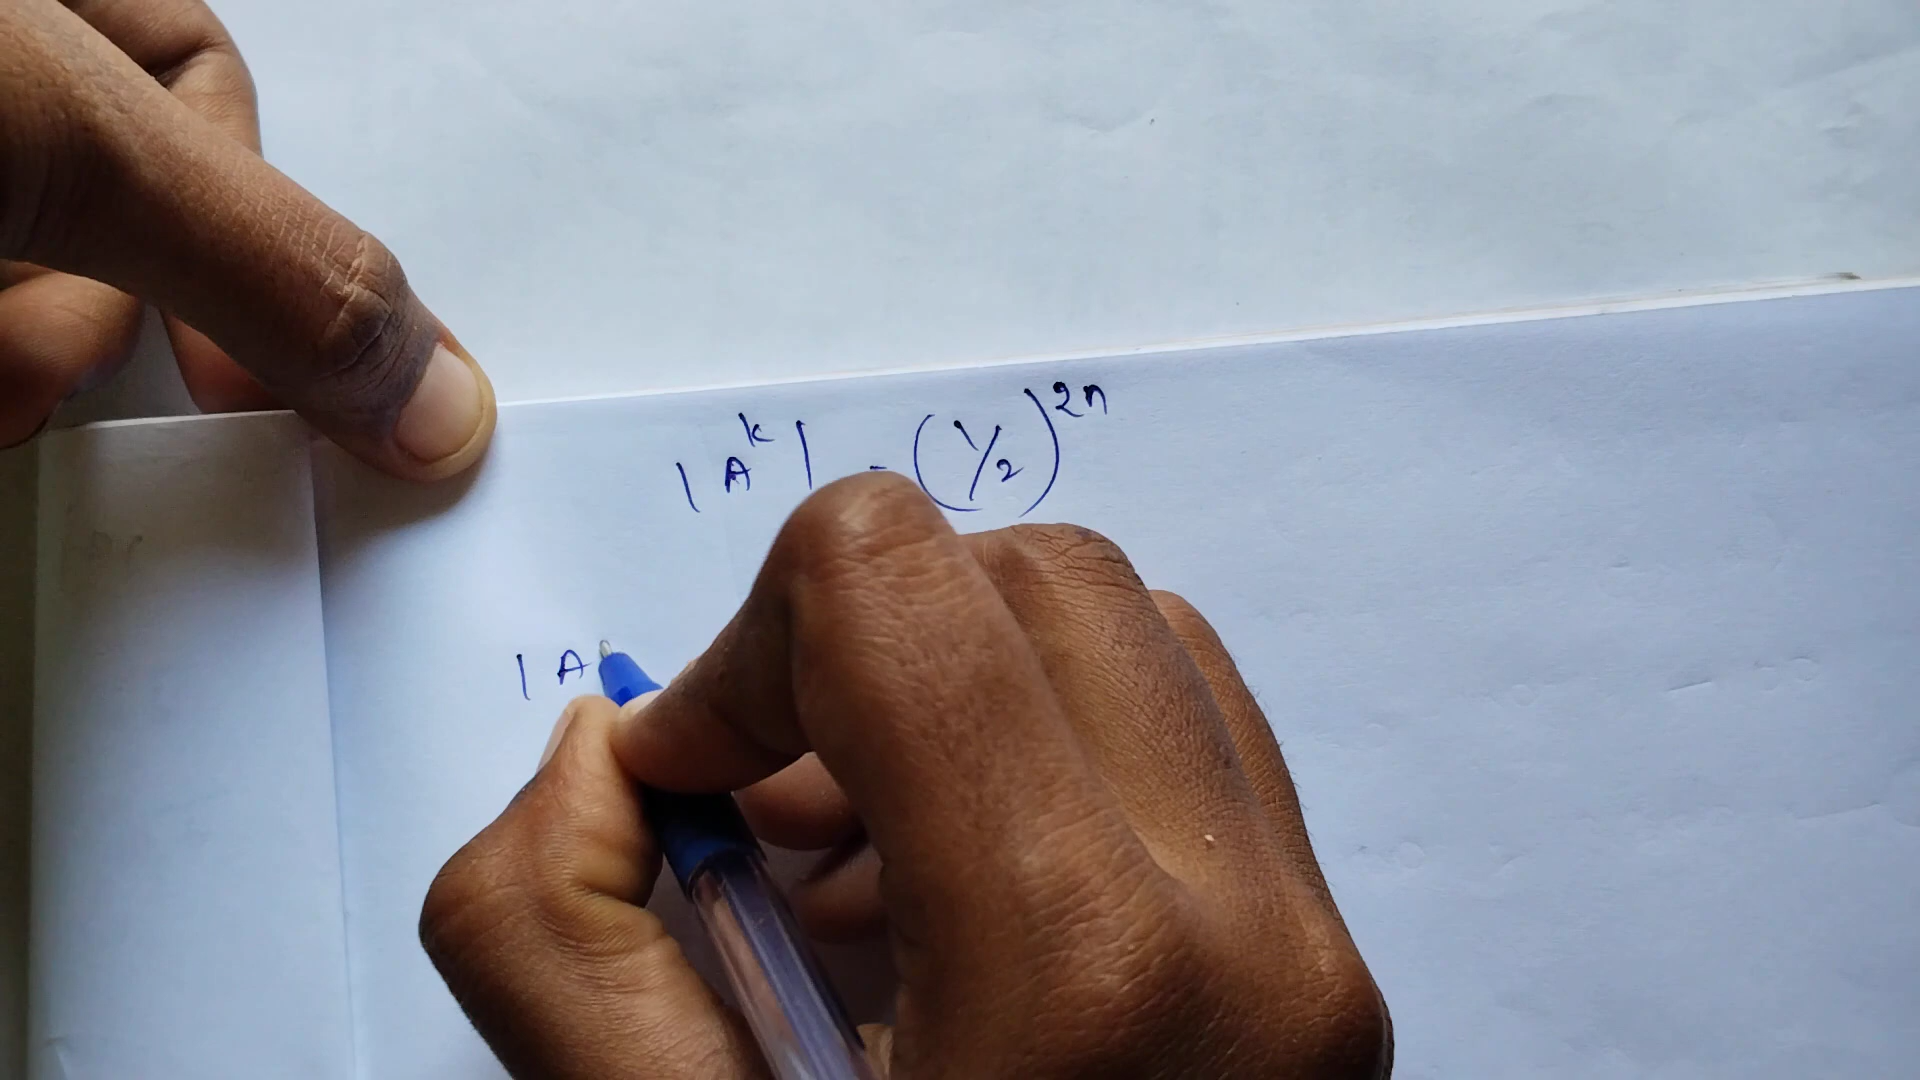 |A^k| = (1/2)^2n
|A